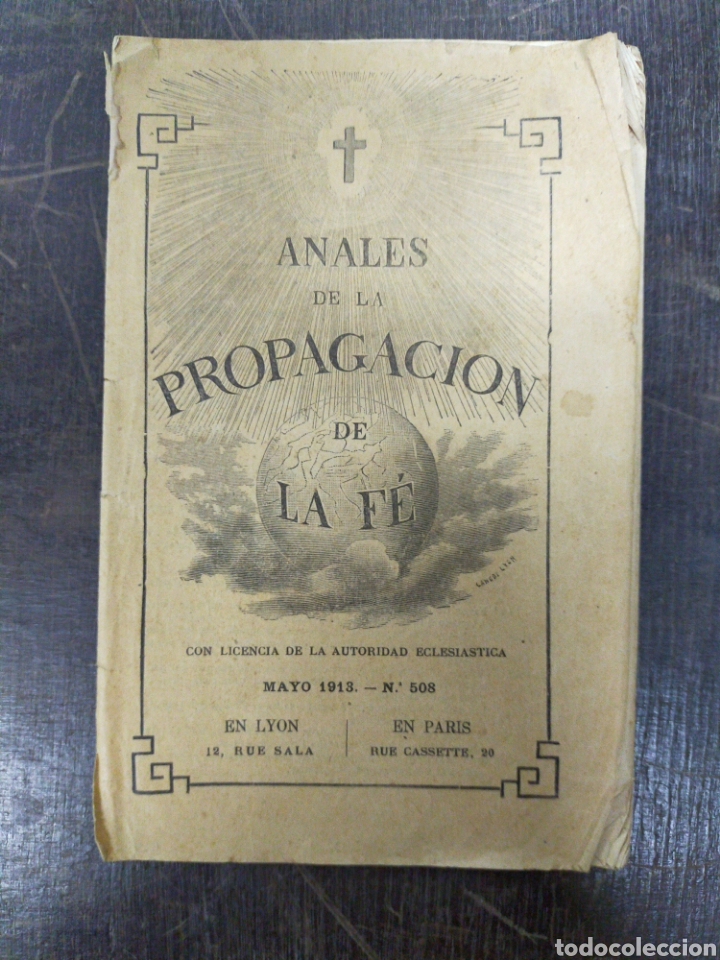 ANALES
DE LA
PROPAGACION
DE
LA FÉ
CON LICENCIA DE LA AUTORIDAD ECLESIASTICA
MAYO 1913. — N.º 508
EN LYON
12, RUE SALA
EN PARIS
RUE CASSETTE, 20
todocoleccion